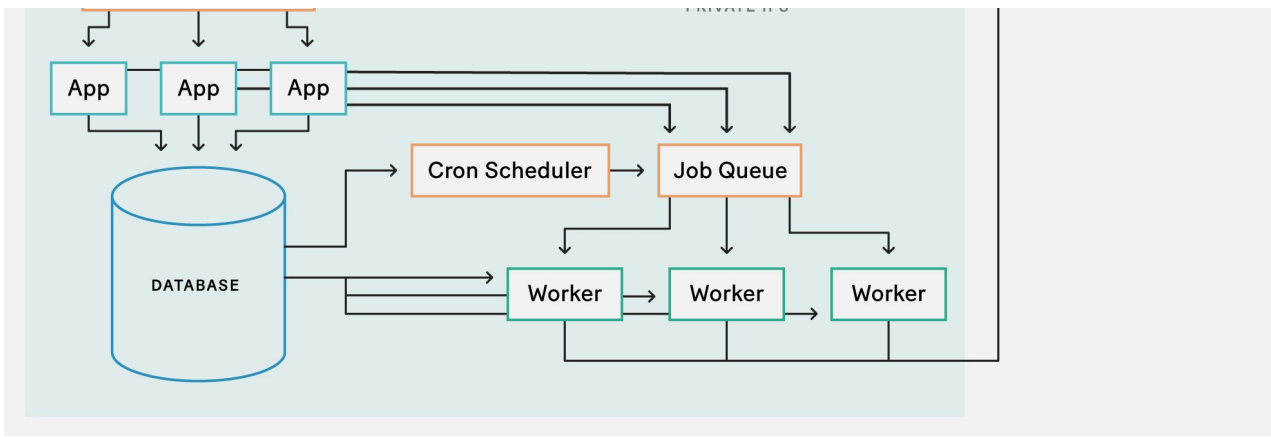 App
App
App
Cron Scheduler
Job Queue
DATABASE
Worker
Worker
Worker